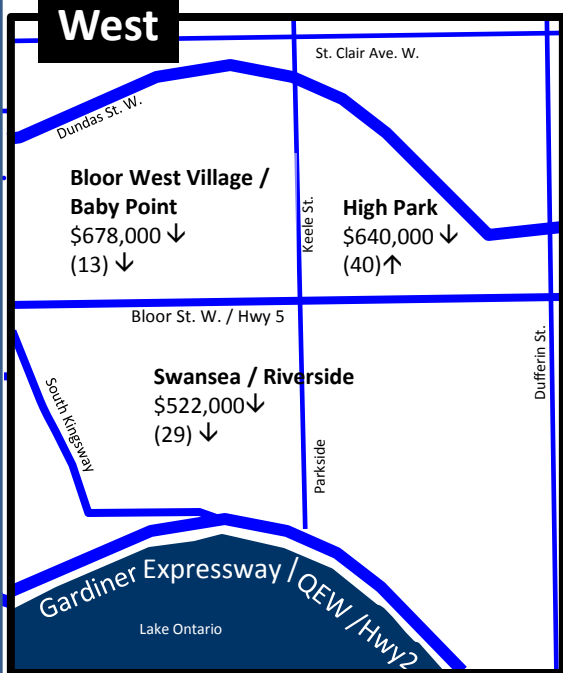 West
St. Clair Ave. W.
Dundas St. W.
Bloor West Village /
Baby Point
$678,000 ↓
(13) ↓
Keele St.
High Park
$640,000 ↓
(40)↑
Bloor St. W. / Hwy 5
Dufferin St.
South Kingsway
Swansea / Riverside
$522,000↓
(29) ↓
Parkside
Gardiner Expressway / QEW /Hwy2
Lake Ontario